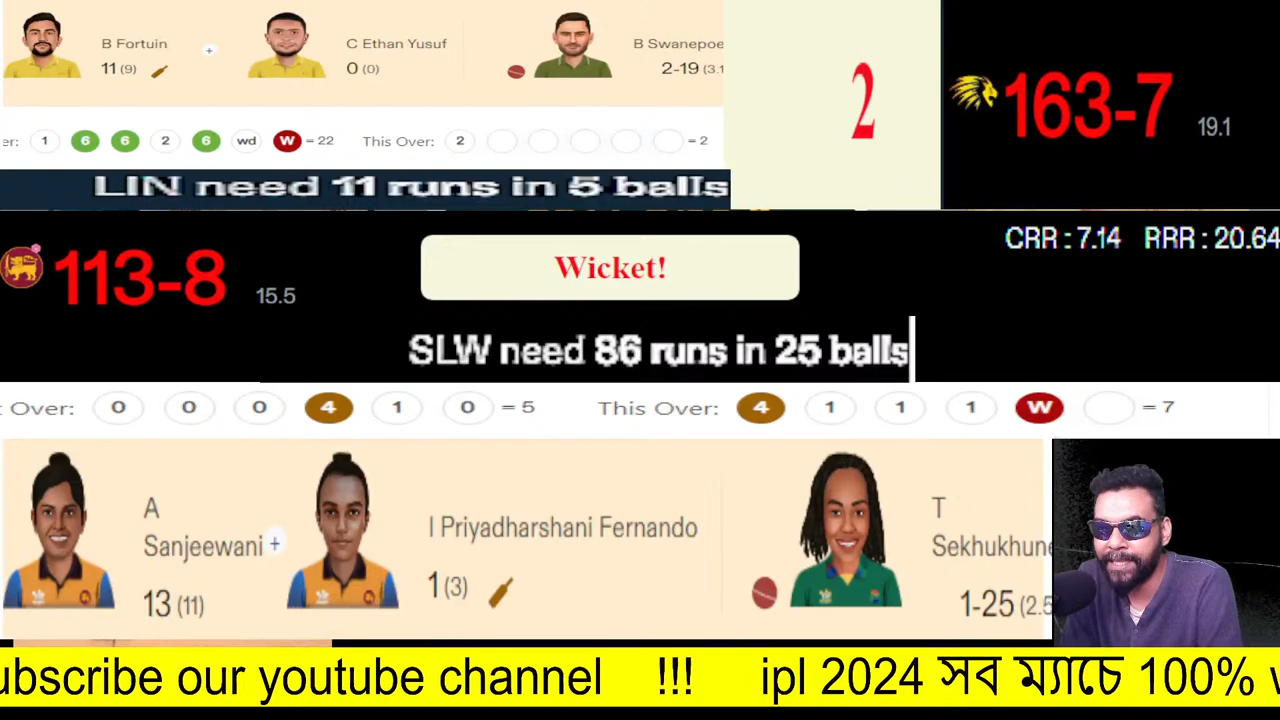 B Fortuin
11 (9)
+
C Ethan Yusuf
0 (0)
B Swanepoe
2-19 (3.1
2
163-7
19.1
er: 1 6 6 2 6 wd W = 22 This Over: 2 = 2
LIN need 11 runs in 5 balls
113-8
15.5
Wicket!
CRR : 7.14 RRR : 20.64
SLW need 86 runs in 25 balls
t Over: 0 0 0 4 1 0 = 5 This Over: 4 1 1 1 W = 7
A
Sanjeewani
13 (11)
+
I Priyadharshani Fernando
1 (3)
T
Sekhukhune
1-25 (2.5
ubscribe our youtube channel !!! ipl 2024 সব ম্যাচে 100% w